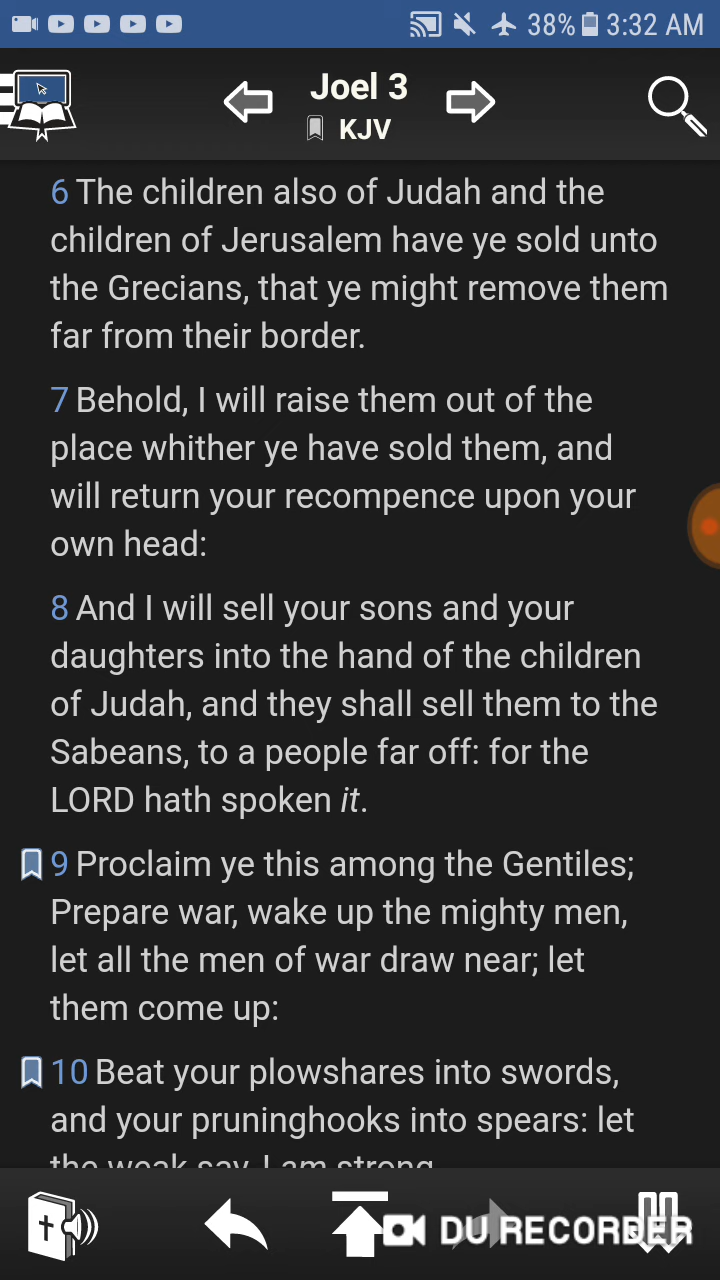 38% 3:32 AM
Joel 3
KJV
6 The children also of Judah and the
children of Jerusalem have ye sold unto
the Grecians, that ye might remove them
far from their border.
7 Behold, I will raise them out of the
place whither ye have sold them, and
will return your recompence upon your
own head:
8 And I will sell your sons and your
daughters into the hand of the children
of Judah, and they shall sell them to the
Sabeans, to a people far off: for the
LORD hath spoken it.
9 Proclaim ye this among the Gentiles;
Prepare war, wake up the mighty men,
let all the men of war draw near; let
them come up:
10 Beat your plowshares into swords,
and your pruninghooks into spears: let
the weak say, I am strong.
DU RECORDER